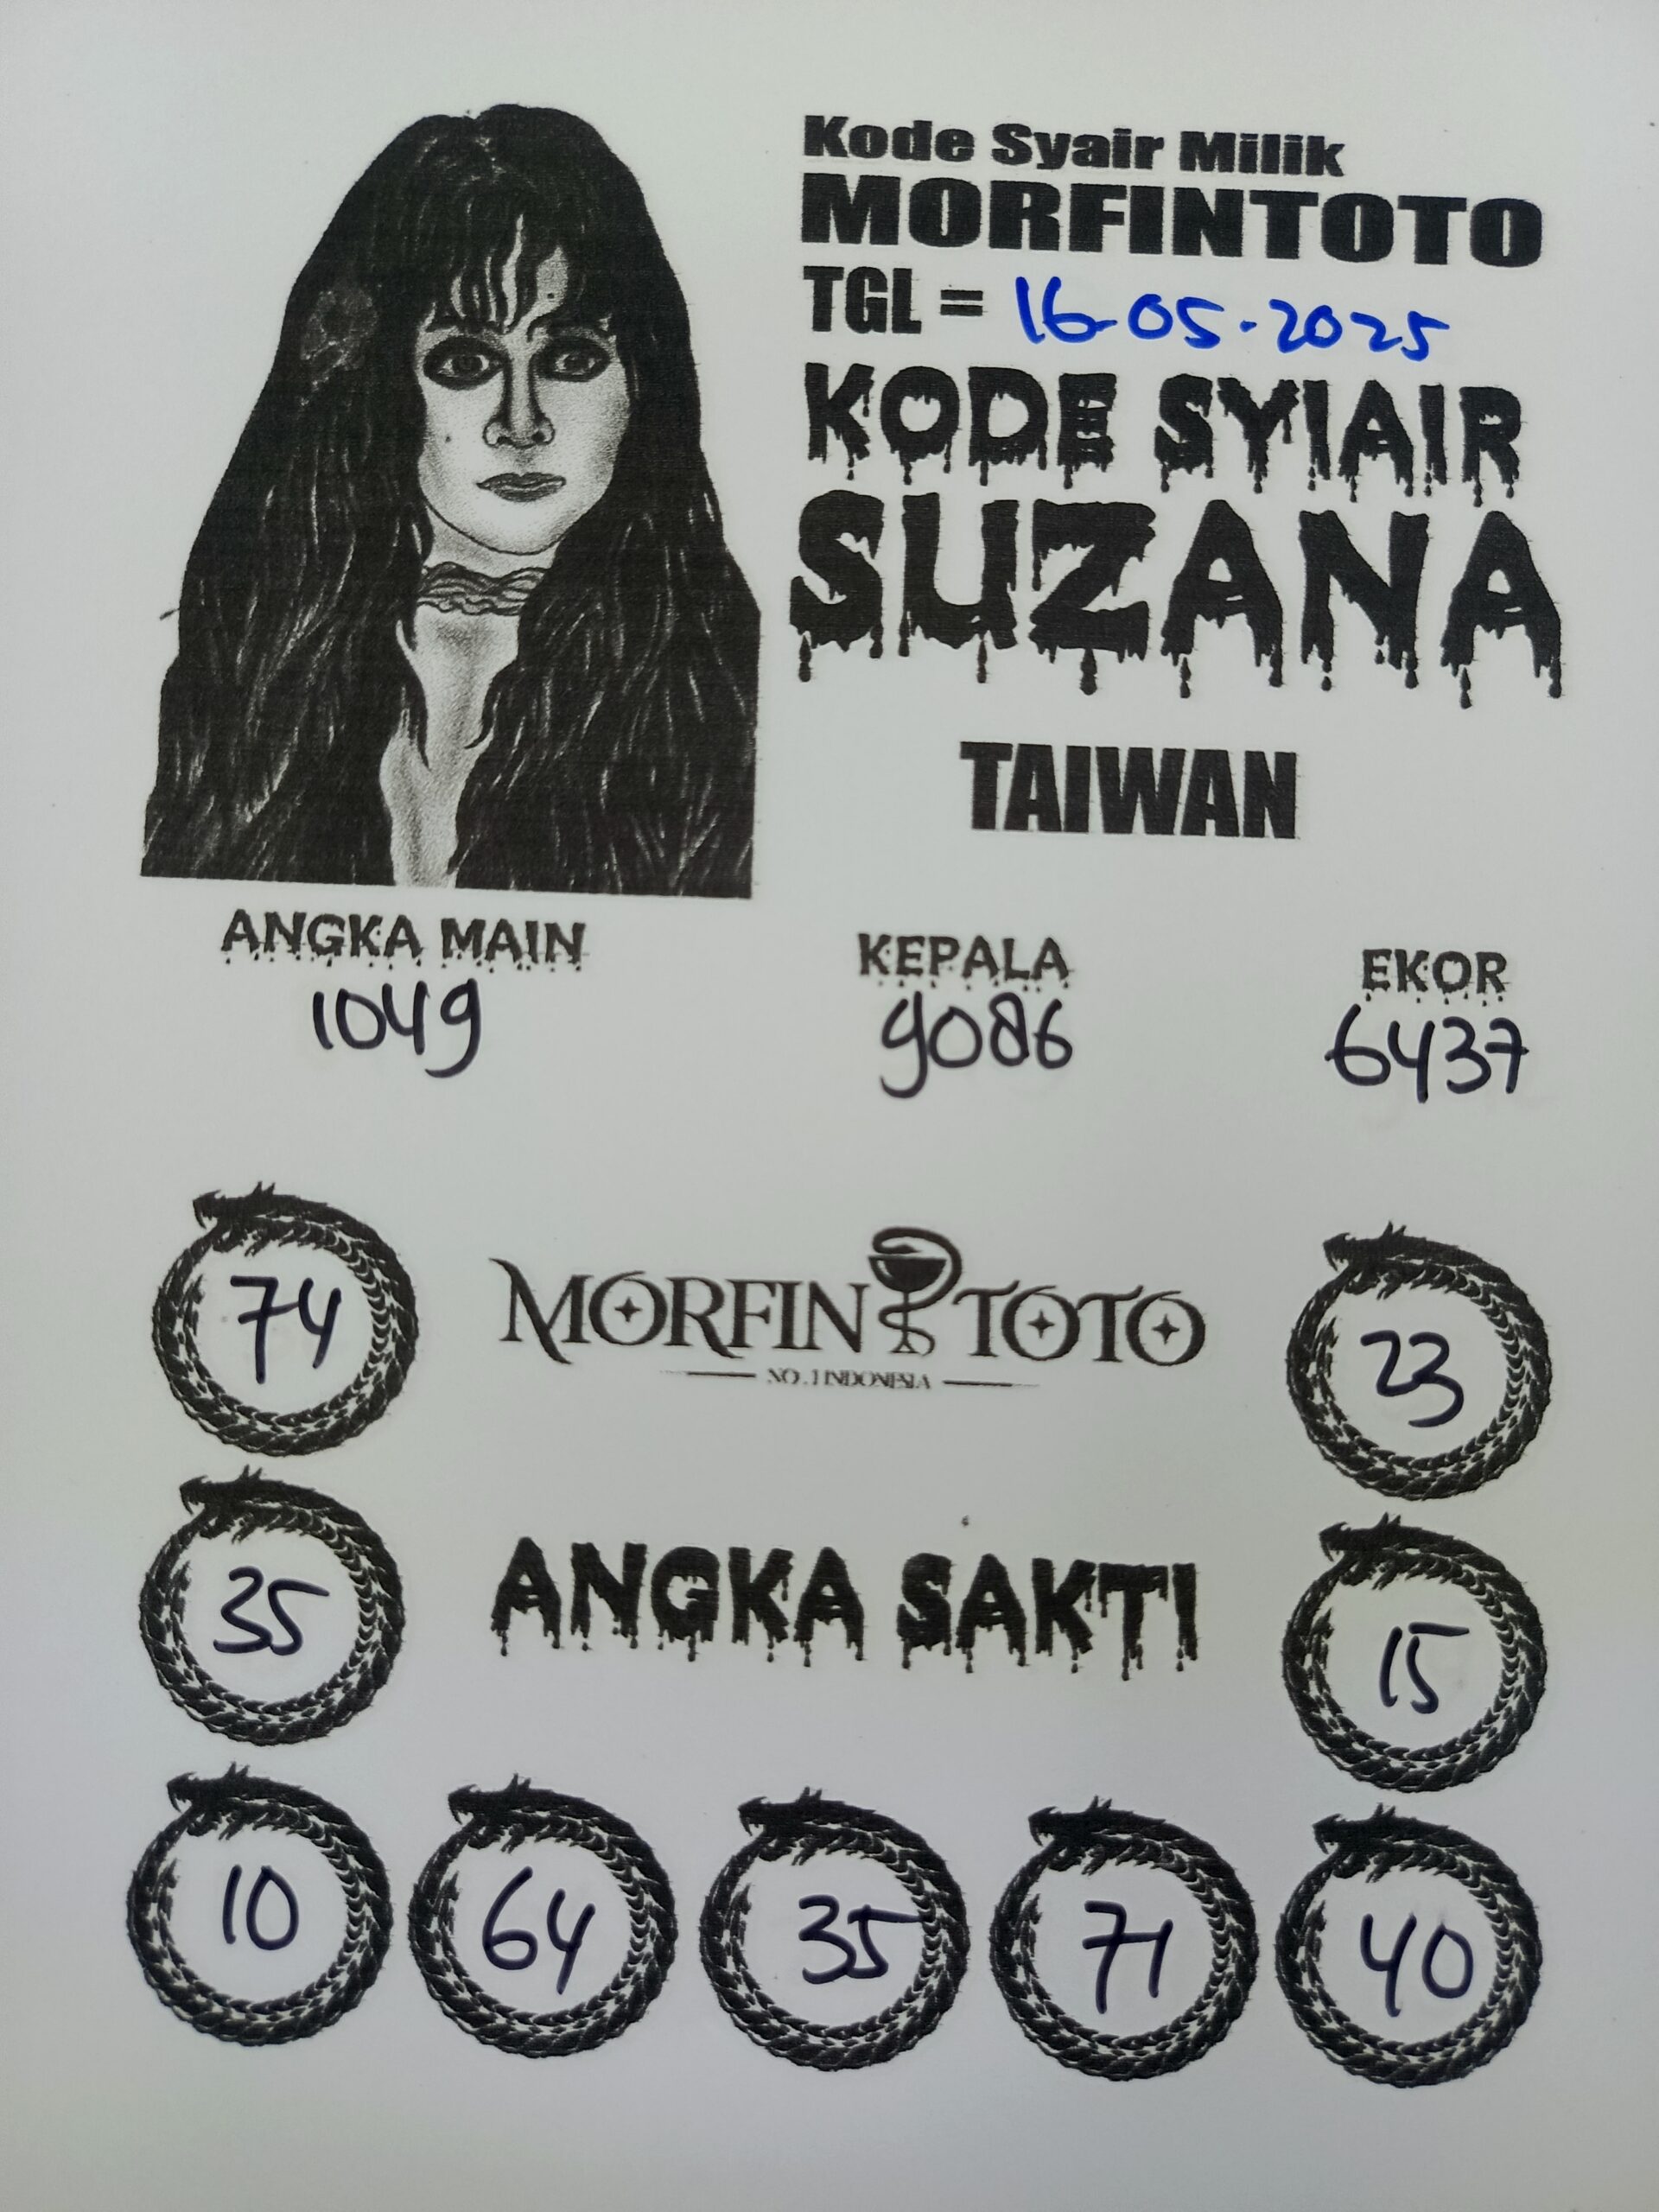 Kode Syair Milik
MORFINTOTO
TGL = 16-05-2025
KODE SYIAIR
SUZANA
TAIWAN
ANGKA MAIN KEPALA EKOR
1049 9086 6437
74 MORFIN TOTO 23
NO.1 INDONESIA
35 ANGKA SAKTI 15
10 64 35 71 40